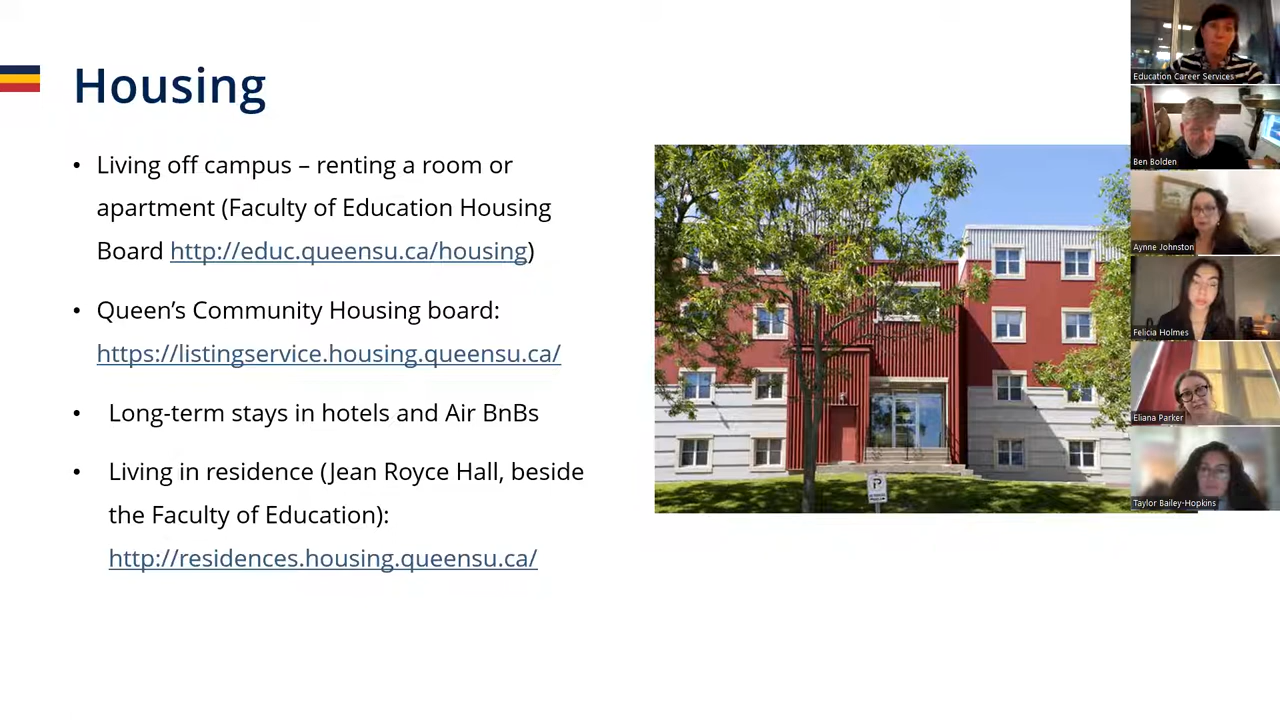 Housing
• Living off campus – renting a room or
apartment (Faculty of Education Housing
Board http://educ.queensu.ca/housing)
• Queen’s Community Housing board:
https://listingservice.housing.queensu.ca/
• Long-term stays in hotels and Air BnBs
• Living in residence (Jean Royce Hall, beside
the Faculty of Education):
http://residences.housing.queensu.ca/
P
Education Career Services
Ben Bolden
Aynne Johnston
Felicia Holmes
Eliana Parker
Taylor Bailey-Hopkins